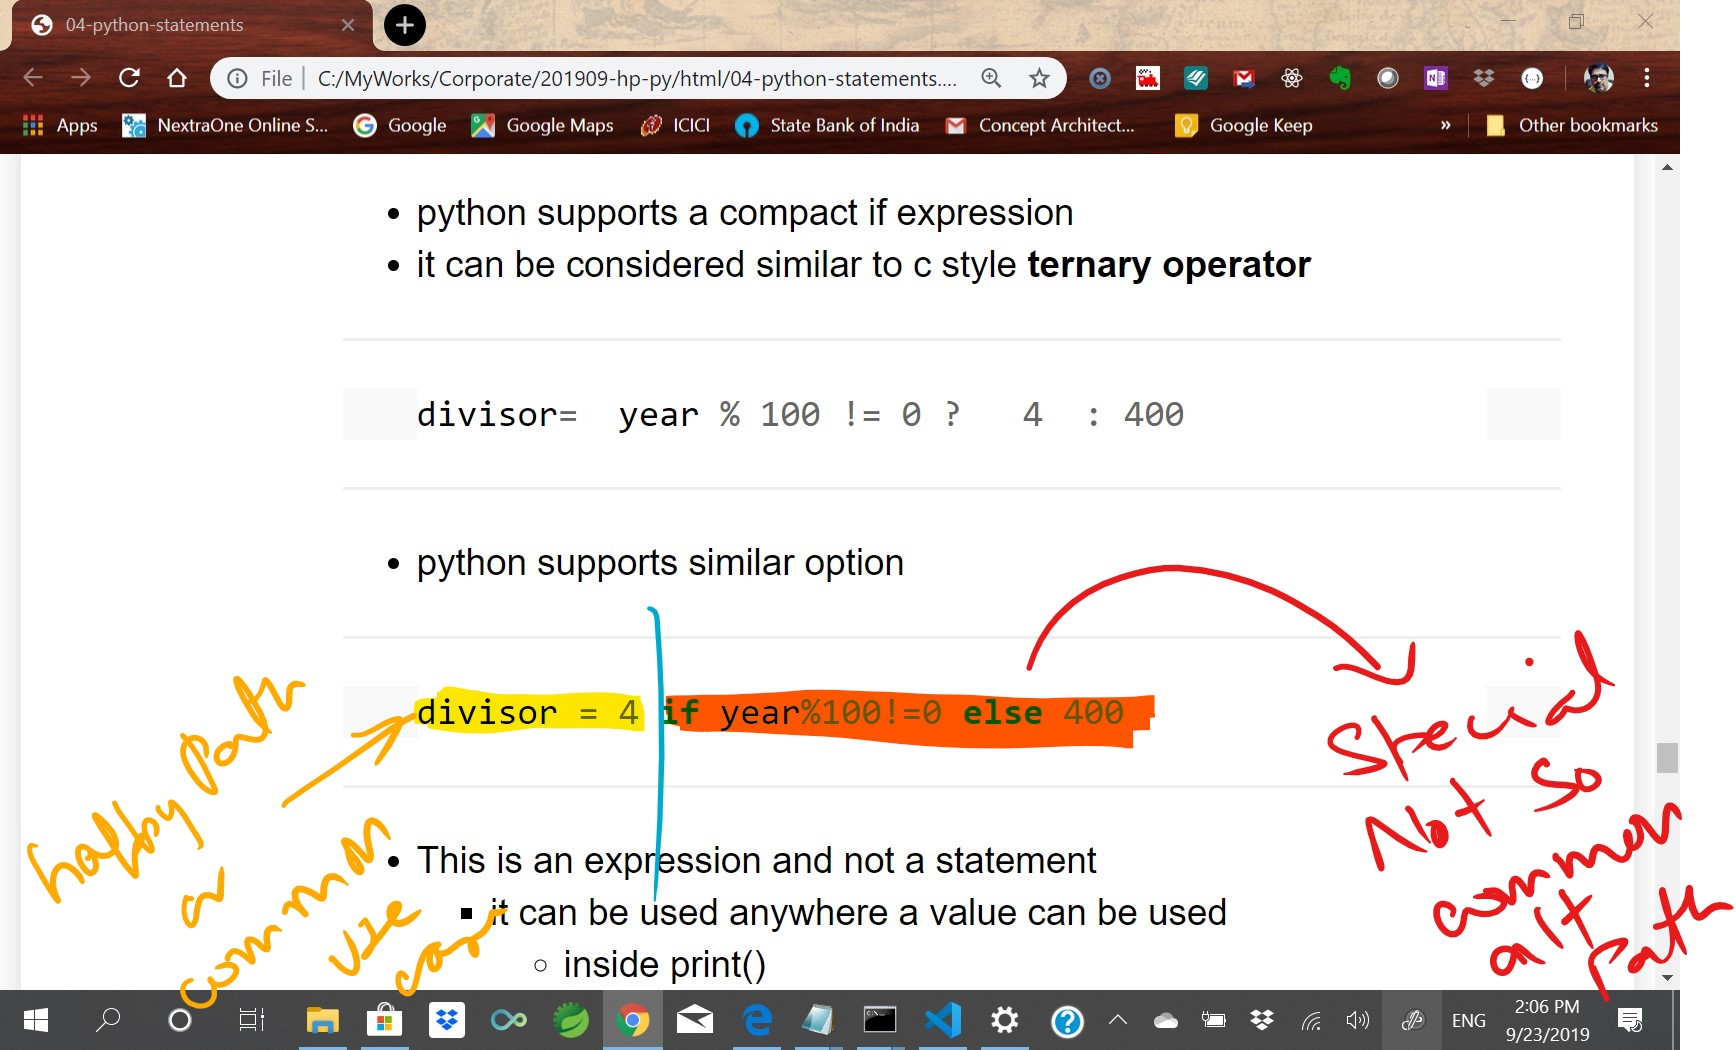 04-python-statements
File C:/MyWorks/Corporate/201909-hp-py/html/04-python-statements....
Apps NextraOne Online S... Google Google Maps ICICI State Bank of India Concept Architect... Google Keep » Other bookmarks
• python supports a compact if expression
• it can be considered similar to c style ternary operator
divisor= year % 100 != 0 ? 4 : 400
• python supports similar option
divisor = 4 if year%100!=0 else 400
happy path
or
common
use
case
Special
Not so
common
alt
path
• This is an expression and not a statement
▪ it can be used anywhere a value can be used
◦ inside print()
ENG
2:06 PM
9/23/2019